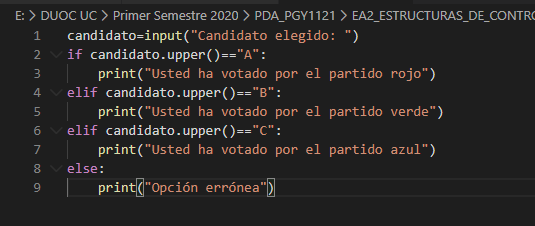 E: > DUOC UC > Primer Semestre 2020 > PDA_PGY1121 > EA2_ESTRUCTURAS_DE_CONTRO
1 candidato=input("Candidato elegido: ")
2 if candidato.upper()=="A":
3 print("Usted ha votado por el partido rojo")
4 elif candidato.upper()=="B":
5 print("Usted ha votado por el partido verde")
6 elif candidato.upper()=="C":
7 print("Usted ha votado por el partido azul")
8 else:
9 print("Opción errónea")